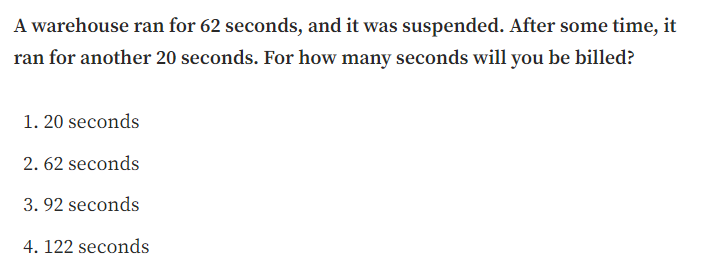 A warehouse ran for 62 seconds, and it was suspended. After some time, it
ran for another 20 seconds. For how many seconds will you be billed?
1. 20 seconds
2. 62 seconds
3. 92 seconds
4. 122 seconds